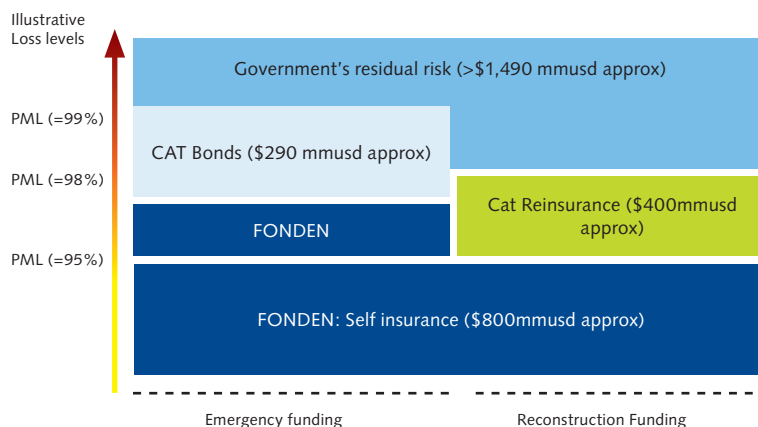 Illustrative
Loss levels
Government’s residual risk (>$1,490 mmusd approx)
PML (=99%)
CAT Bonds ($290 mmusd approx)
PML (=98%)
Cat Reinsurance ($400mmusd
approx)
FONDEN
PML (=95%)
FONDEN: Self insurance ($800mmusd approx)
Emergency funding
Reconstruction Funding